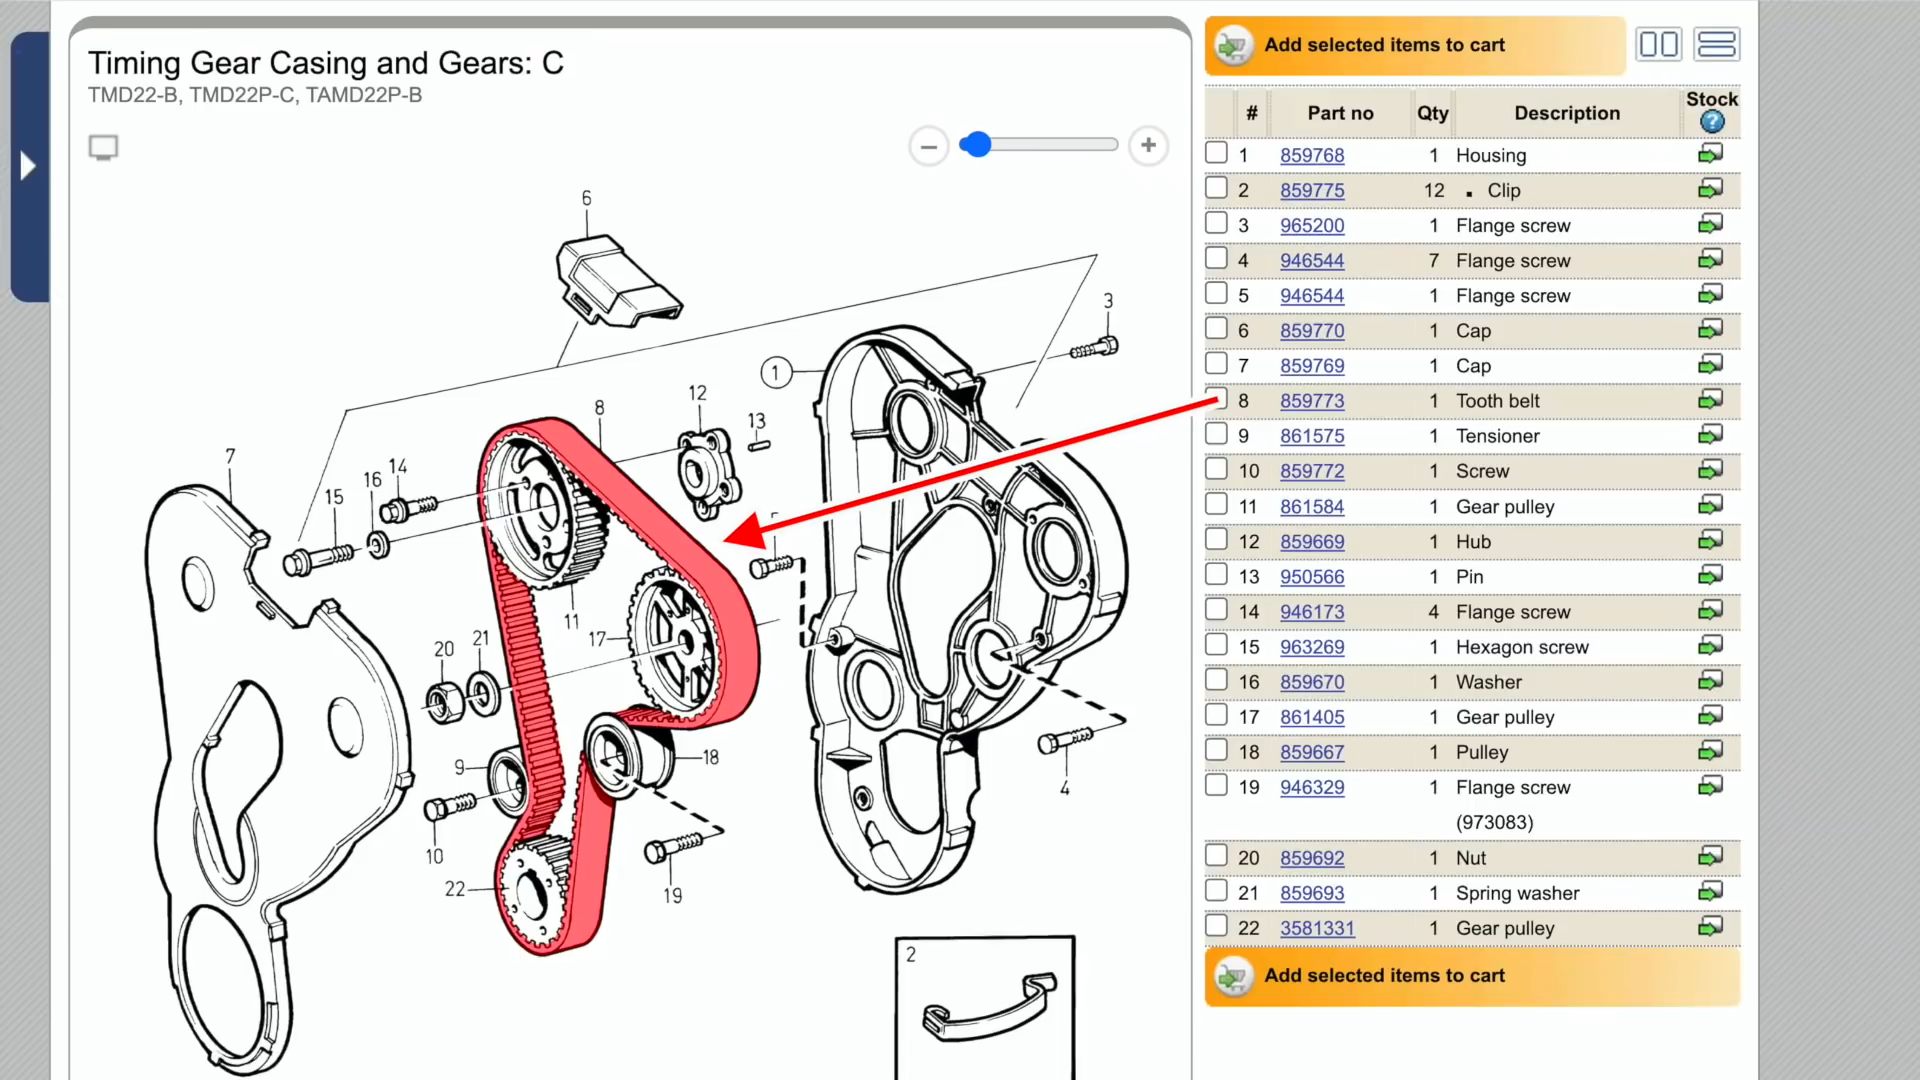 Timing Gear Casing and Gears: C
TMD22-B, TMD22P-C, TAMD22P-B
6
3
1
12
8
13
7
14
16
15
11
17
21
20
9
18
10
4
22
19
2
Add selected items to cart
# Part no Qty Description Stock
1 859768 1 Housing
2 859775 12 ▪ Clip
3 965200 1 Flange screw
4 946544 7 Flange screw
5 946544 1 Flange screw
6 859770 1 Cap
7 859769 1 Cap
8 859773 1 Tooth belt
9 861575 1 Tensioner
10 859772 1 Screw
11 861584 1 Gear pulley
12 859669 1 Hub
13 950566 1 Pin
14 946173 4 Flange screw
15 963269 1 Hexagon screw
16 859670 1 Washer
17 861405 1 Gear pulley
18 859667 1 Pulley
19 946329 1 Flange screw
(973083)
20 859692 1 Nut
21 859693 1 Spring washer
22 3581331 1 Gear pulley
Add selected items to cart